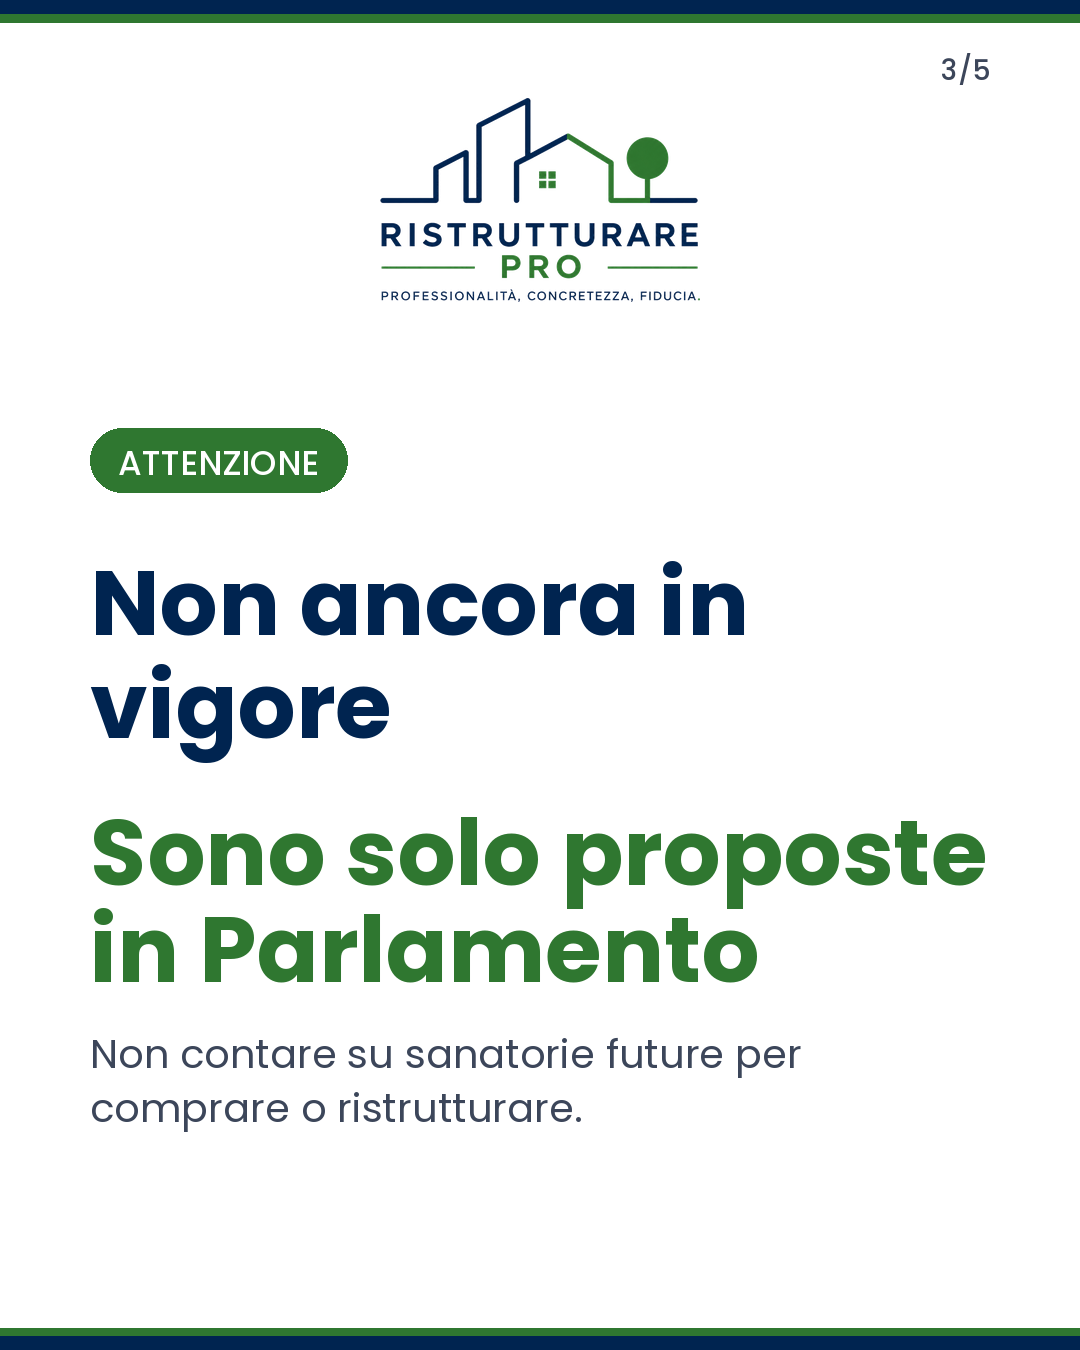 3/5
RISTRUTTURARE
PRO
PROFESSIONALITÀ, CONCRETEZZA, FIDUCIA.
ATTENZIONE
Non ancora in
vigore
Sono solo proposte
in Parlamento
Non contare su sanatorie future per
comprare o ristrutturare.